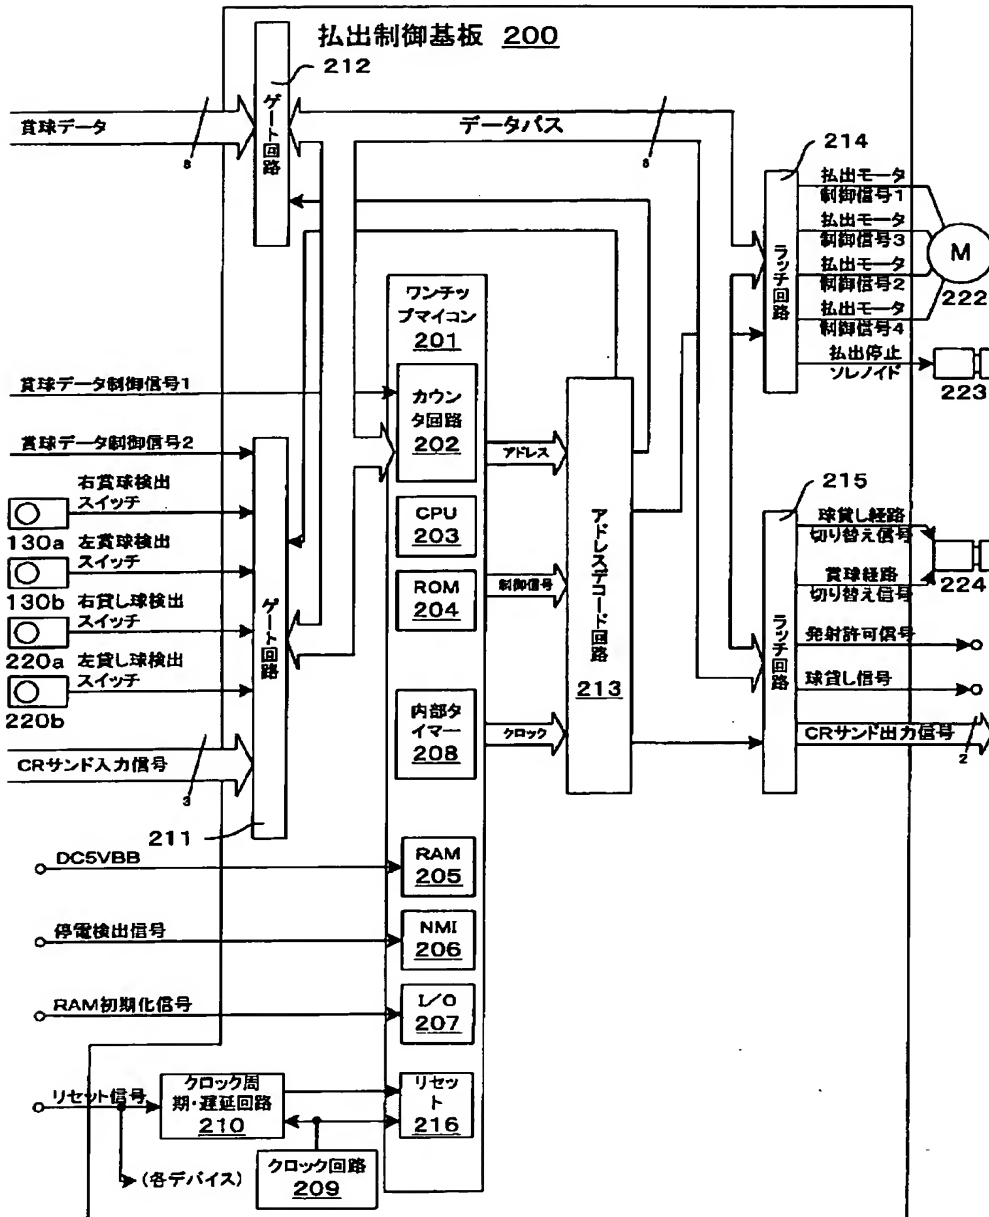 払出制御基板 200
212
ゲート回路
賞球データ
8
データバス
8
214
ラッチ回路
払出モータ
制御信号1
払出モータ
制御信号3
払出モータ
制御信号2
払出モータ
制御信号4
M
222
払出停止
ソレノイド
223
ワンチッ
プマイコン
201
賞球データ制御信号1
カウン
タ回路
202
アドレス
賞球データ制御信号2
右賞球検出
スイッチ
130a
左賞球検出
スイッチ
130b
右貸し球検出
スイッチ
220a
左貸し球検出
スイッチ
220b
CRサンド入力信号
3
ゲート回路
211
CPU
203
ROM
204
制御信号
内部タ
イマー
208
クロック
アドレスデコード回路
213
215
ラッチ回路
球貸し経路
切り替え信号
賞球経路
切り替え信号
224
発射許可信号
球貸し信号
CRサンド出力信号
2
DC5VBB
RAM
205
停電検出信号
NMI
206
RAM初期化信号
I/O
207
リセット信号
クロック周
期・遅延回路
210
リセッ
ト
216
(各デバイス)
クロック回路
209